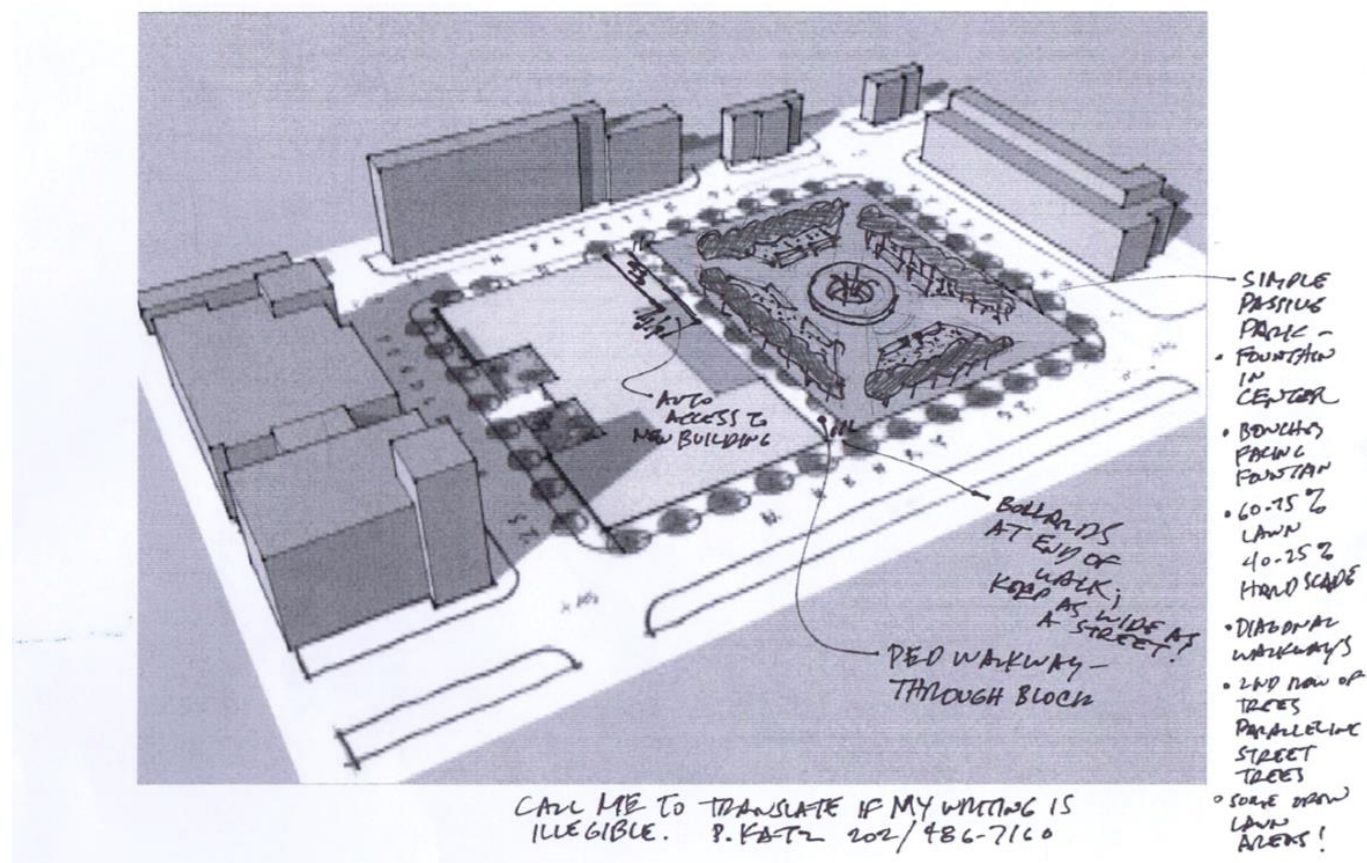 N. PATRICK
N. HENRY ST.
AUTO
ACCESS TO
NEW BUILDING
BOLLARDS
AT END OF
WALK;
KEEP AS WIDE AS
A STREET!
PED WALKWAY –
THROUGH BLOCK
SIMPLE
PASSIVE
PARK –
• FOUNTAIN
IN
CENTER
• BENCHES
FACING
FOUNTAIN
• 60-75%
LAWN
40-25%
HARDSCAPE
• DIAGONAL
WALKWAYS
• 2ND ROW OF
TREES
PARALLELING
STREET
TREES
• SOME OPEN
LAWN
AREAS!
CALL ME TO TRANSLATE IF MY WRITING IS
ILLEGIBLE. P. KATZ 202/486-7160